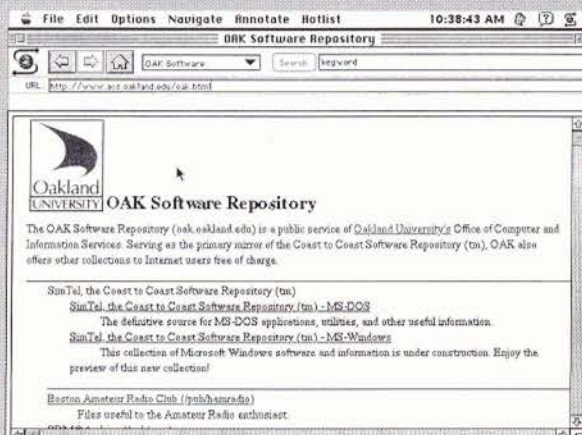 File Edit Options Navigate Annotate Hotlist 10:38:43 AM
OAK Software Repository
OAK Software Search keyword
URL: http://www.acs.oakland.edu/oak.html
Oakland
UNIVERSITY OAK Software Repository
The OAK Software Repository (oak.oakland.edu) is a public service of Oakland University's Office of Computer and
Information Services. Serving as the primary mirror of the Coast to Coast Software Repository (tm), OAK also
offers other collections to Internet users free of charge.
SimTel, the Coast to Coast Software Repository (tm)
SimTel, the Coast to Coast Software Repository (tm) - MS-DOS
The definitive source for MS-DOS applications, utilities, and other useful information.
SimTel, the Coast to Coast Software Repository (tm) - MS-Windows
This collection of Microsoft Windows software and information is under construction. Enjoy the
preview of this new collection!
Boston Amateur Radio Club (/pub/hamradio)
Files useful to the Amateur Radio enthusiast.